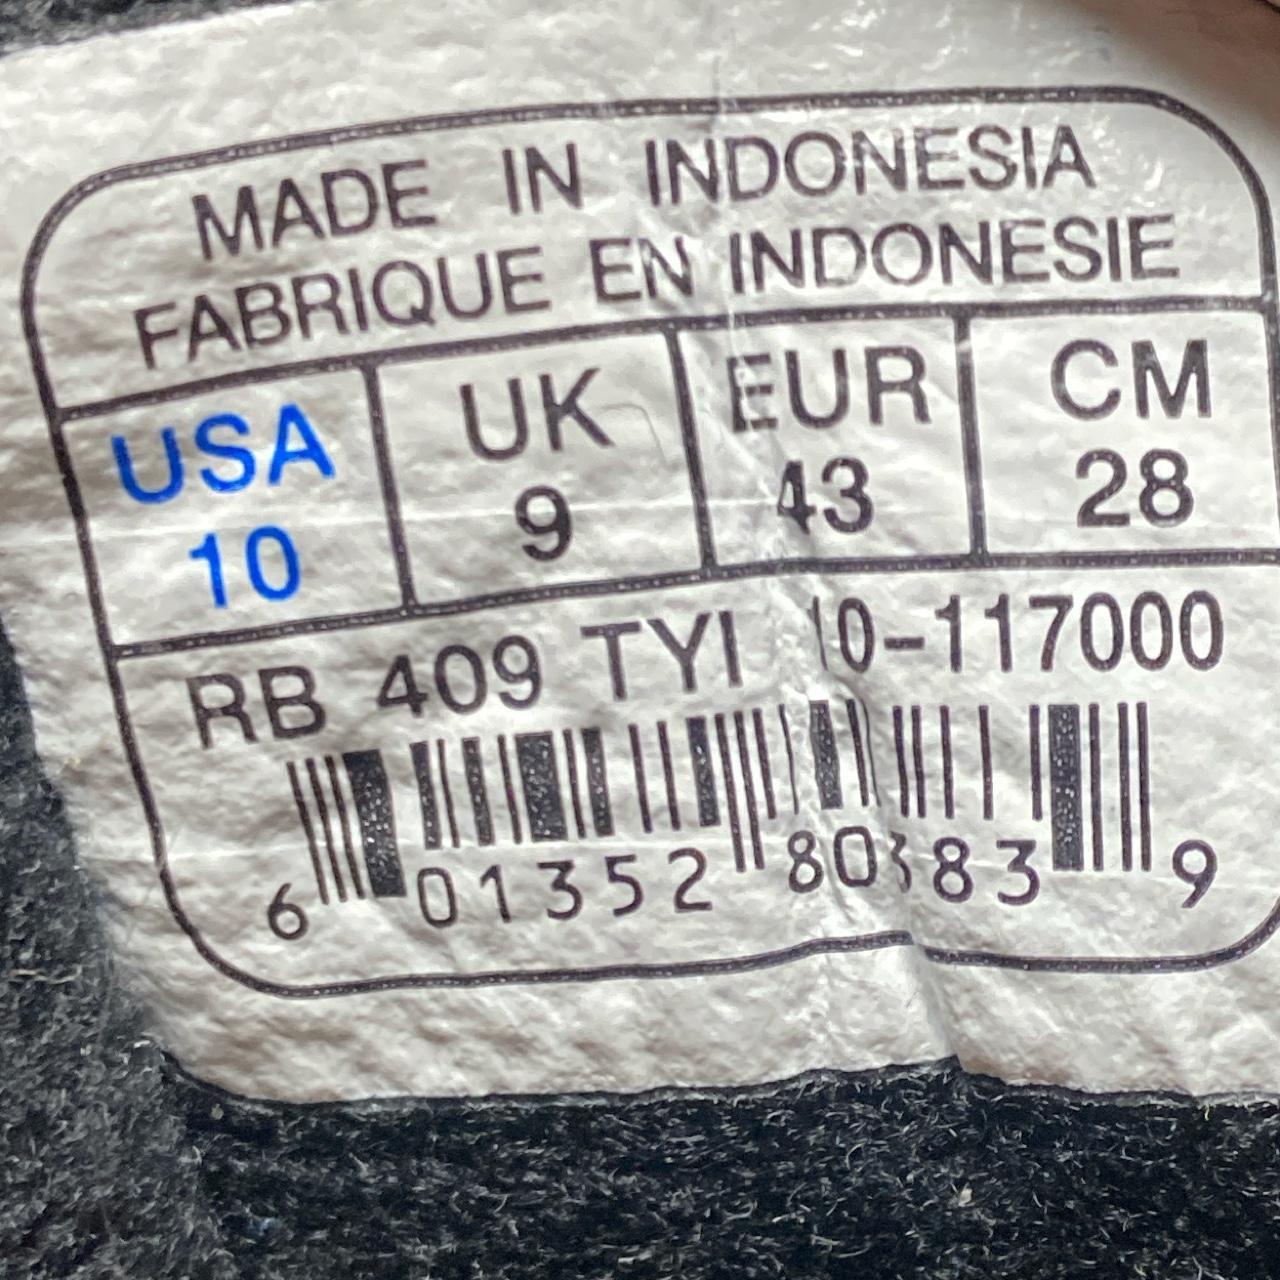 MADE IN INDONESIA
FABRIQUE EN INDONESIE
USA UK EUR CM
10 9 43 28
RB 409 TYI 10-117000
6 01352 80383 9